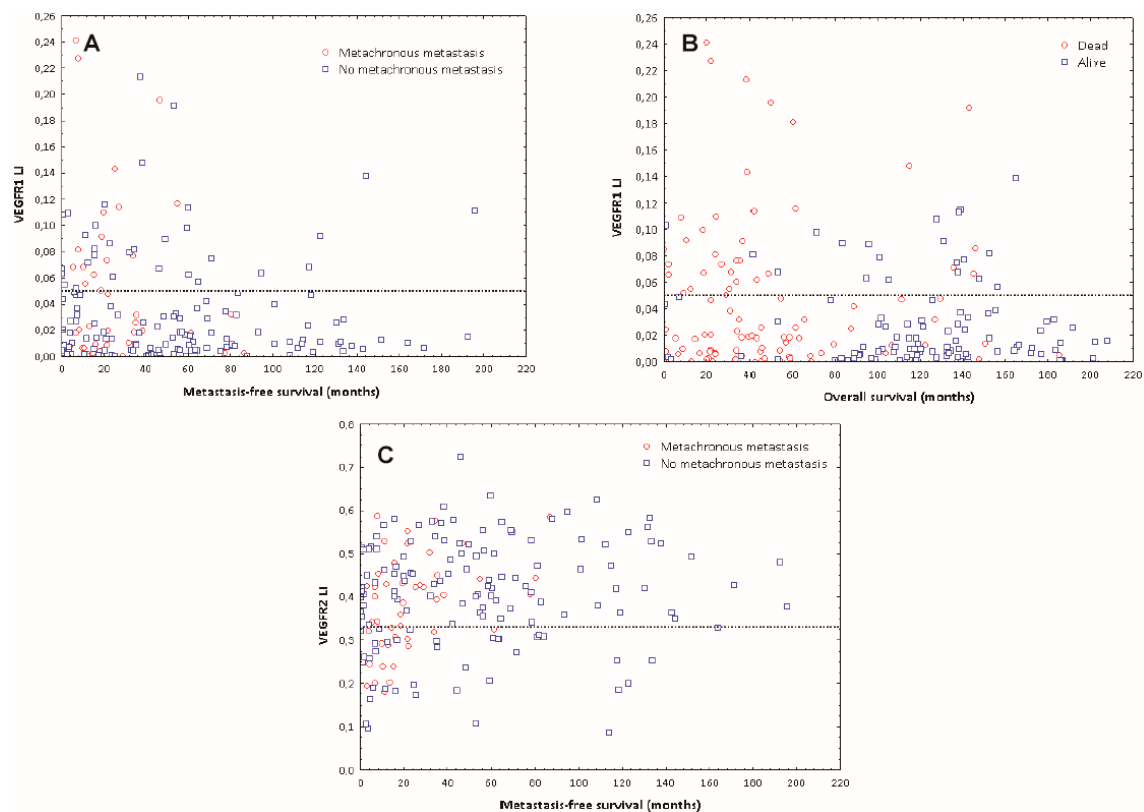 A
Metachronous metastasis
No metachronous metastasis
0,26
0,24
0,22
0,20
0,18
0,16
0,14
0,12
0,10
0,08
0,06
0,04
0,02
0,00
VEGFR1 LI
0 20 40 60 80 100 120 140 160 180 200 220
Metastasis-free survival (months)
B
Dead
Alive
0,26
0,24
0,22
0,20
0,18
0,16
0,14
0,12
0,10
0,08
0,06
0,04
0,02
0,00
VEGFR1 LI
0 20 40 60 80 100 120 140 160 180 200 220
Overall survival (months)
C
Metachronous metastasis
No metachronous metastasis
0,8
0,7
0,6
0,5
0,4
0,3
0,2
0,1
0,0
VEGFR2 LI
0 20 40 60 80 100 120 140 160 180 200 220
Metastasis-free survival (months)